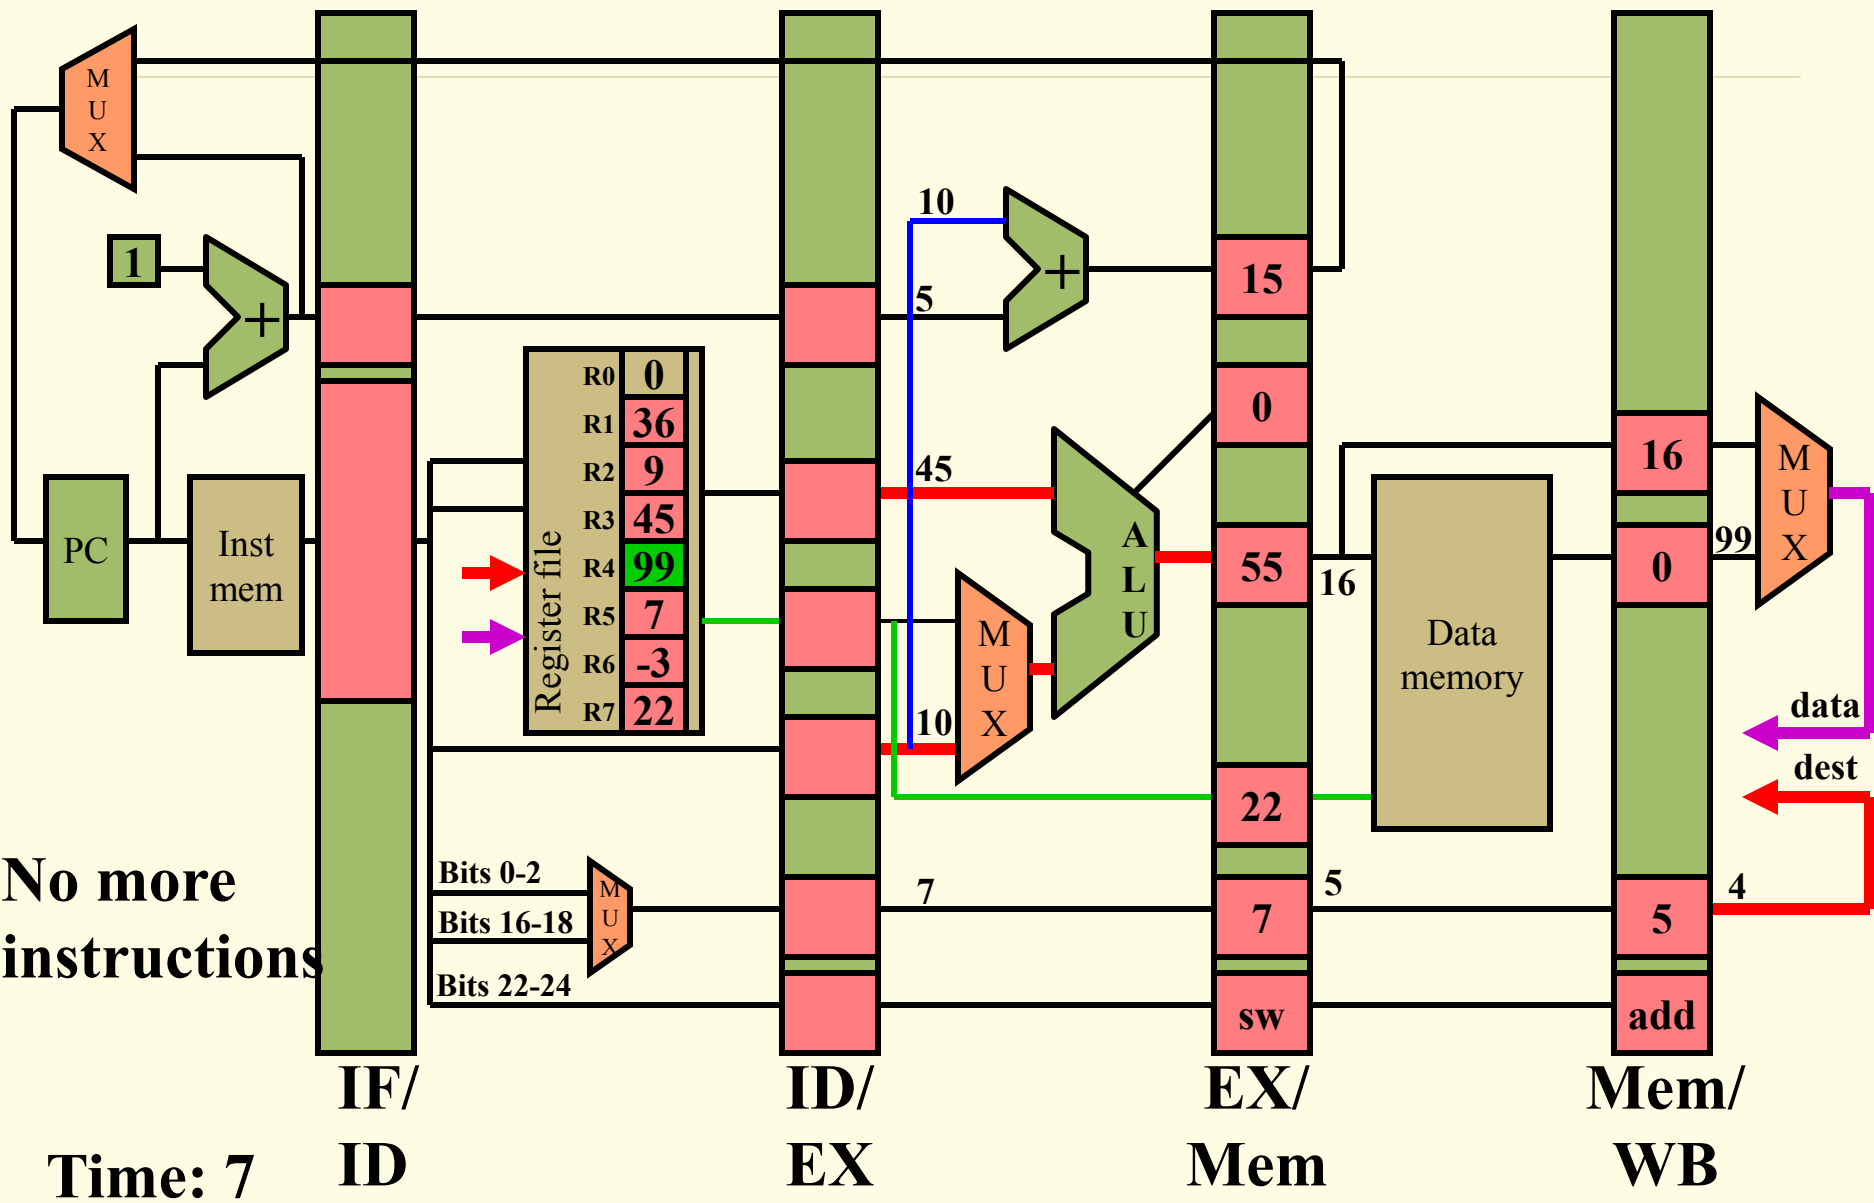 M
U
X
1
+
PC
Inst
mem
Register file
R0 0
R1 36
R2 9
R3 45
R4 99
R5 7
R6 -3
R7 22
Bits 0-2
Bits 16-18
Bits 22-24
M
U
X
10
5
+
45
10
M
U
X
A
L
U
7
15
0
55
22
7
sw
16
5
Data
memory
16
0
5
add
99
4
M
U
X
data
dest
No more
instructions
IF/
ID
ID/
EX
EX/
Mem
Mem/
WB
Time: 7